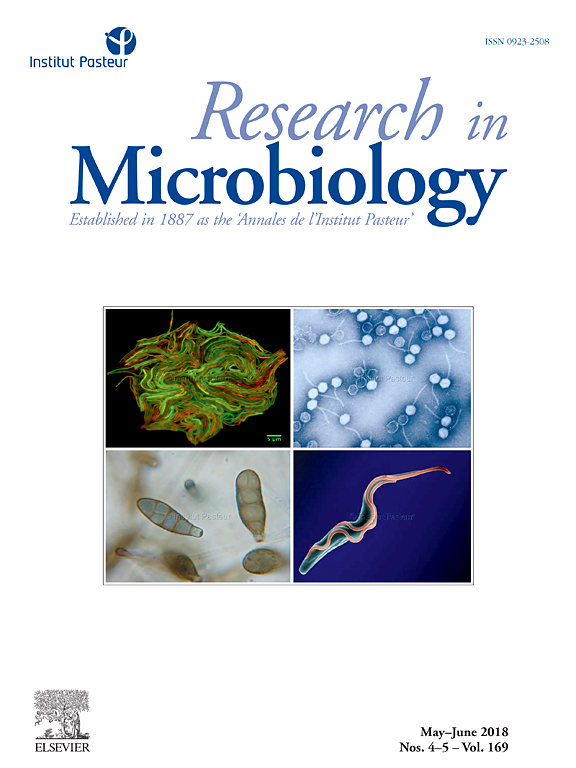 Institut Pasteur
ISSN 0923-2508
Research in
Microbiology
Established in 1887 as the ‘Annales de l’Institut Pasteur’
© Institut Pasteur
© Institut Pasteur
5 µm
© Institut Pasteur
© Institut Pasteur
ELSEVIER
May–June 2018
Nos. 4–5 – Vol. 169